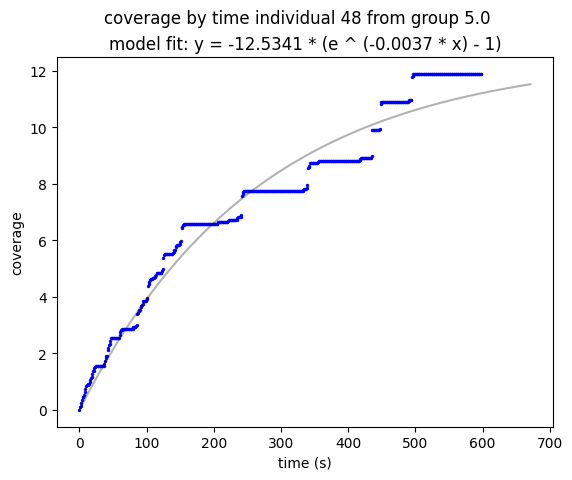 coverage by time individual 48 from group 5.0
model fit: y = -12.5341 * (e ^ (-0.0037 * x) - 1)
12
10
8
6
4
2
0
coverage
0 100 200 300 400 500 600 700
time (s)